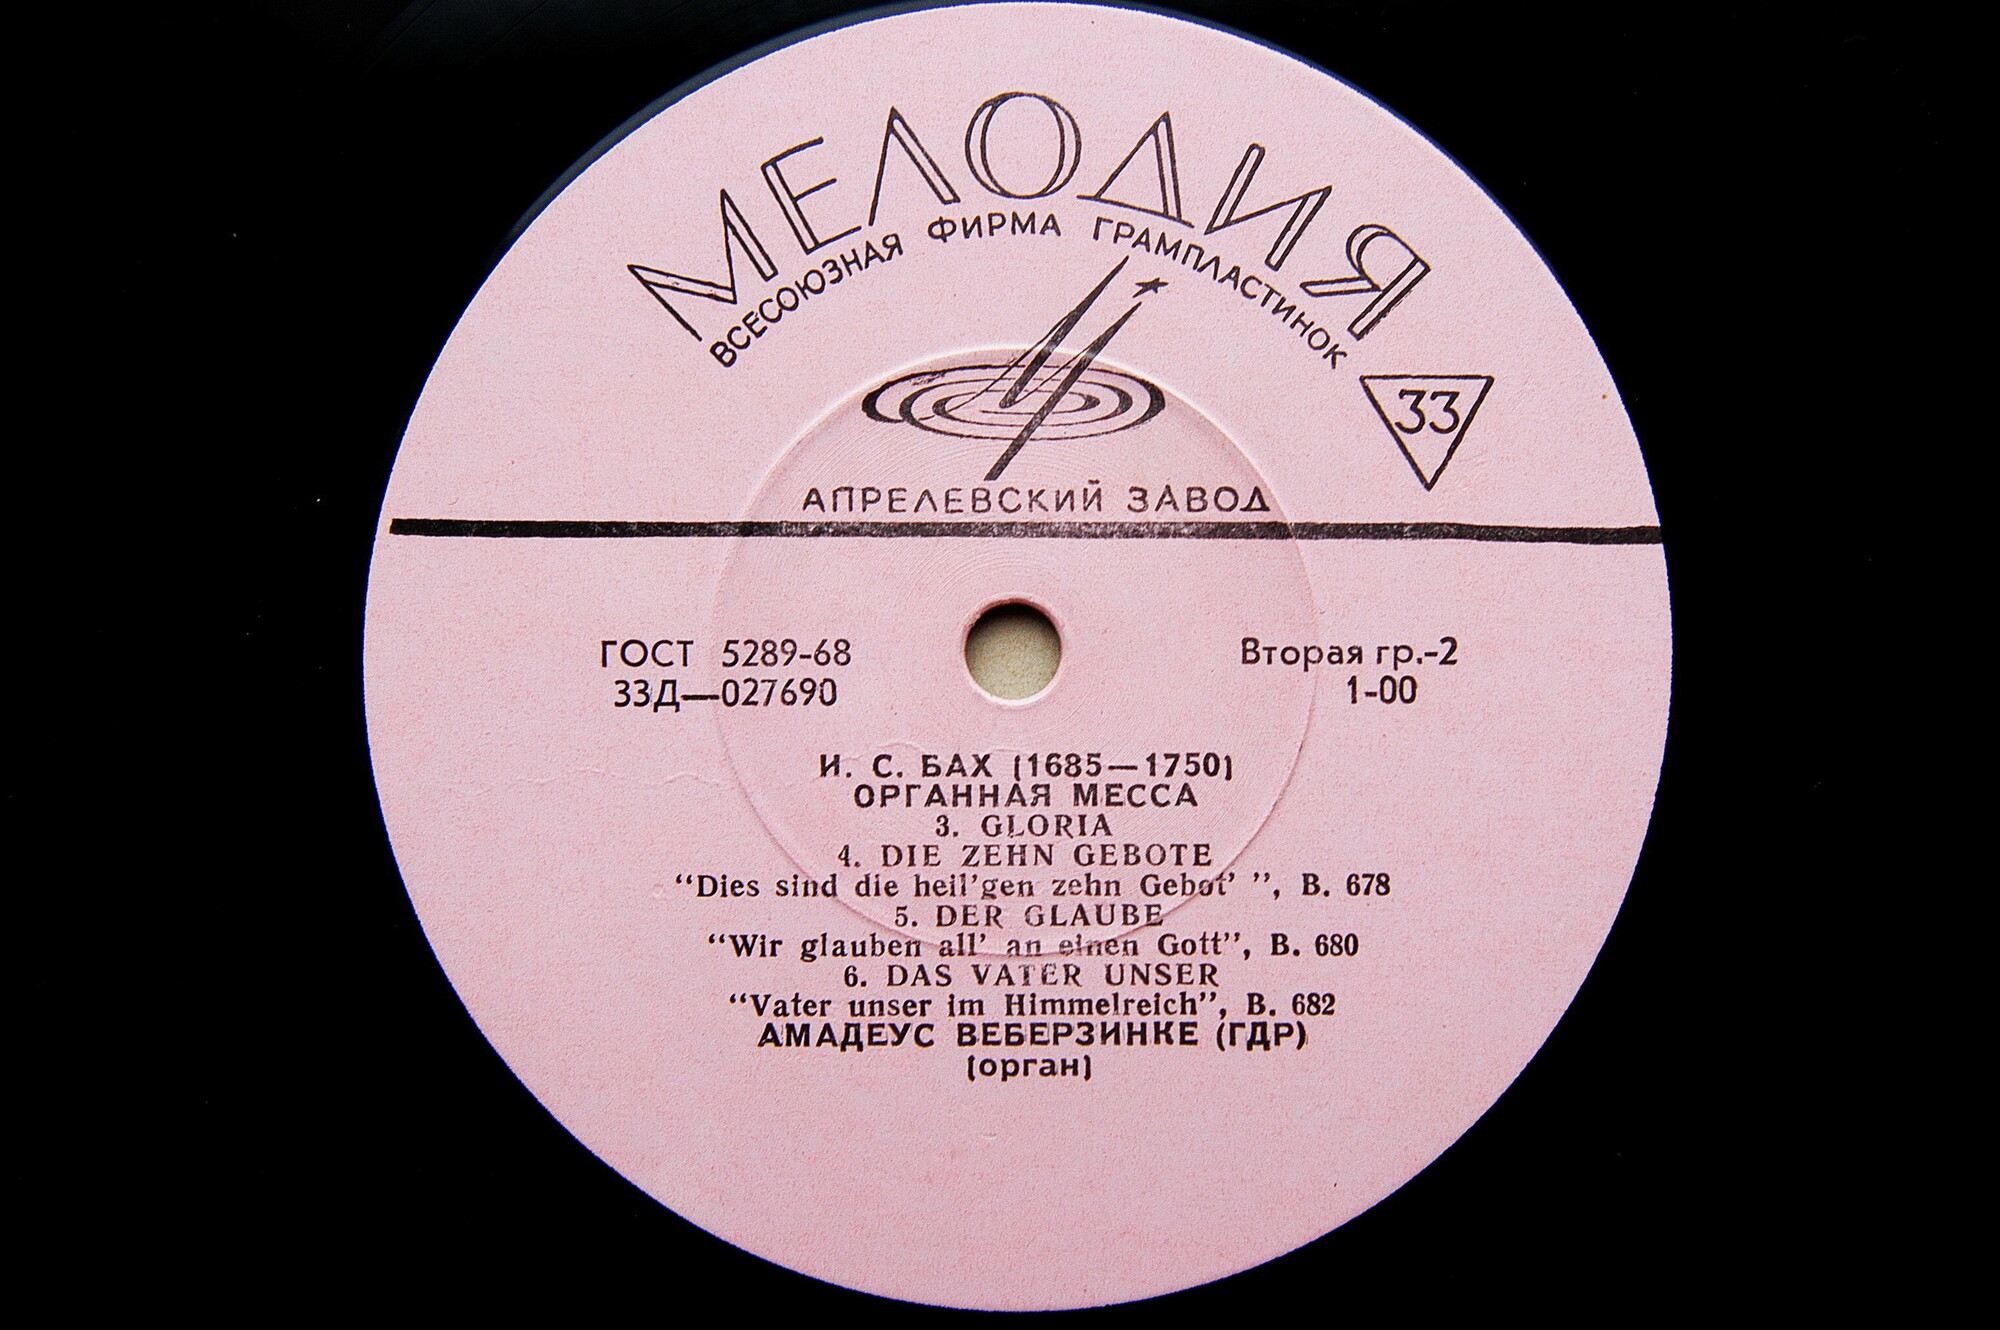 МЕЛОДИЯ
ВСЕСОЮЗНАЯ ФИРМА ГРАМПЛАСТИНОК
33
АПРЕЛЕВСКИЙ ЗАВОД
ГОСТ 5289-68
33Д—027690
Вторая гр.-2
1-00
И. С. БАХ (1685—1750)
ОРГАННАЯ МЕССА
3. GLORIA
4. DIE ZEHN GEBOTE
“Dies sind die heil’gen zehn Gebot’ ”, B. 678
5. DER GLAUBE
“Wir glauben all’ an einen Gott”, B. 680
6. DAS VATER UNSER
“Vater unser im Himmelreich”, B. 682
АМАДЕУС ВЕБЕРЗИНКЕ (ГДР)
(орган)